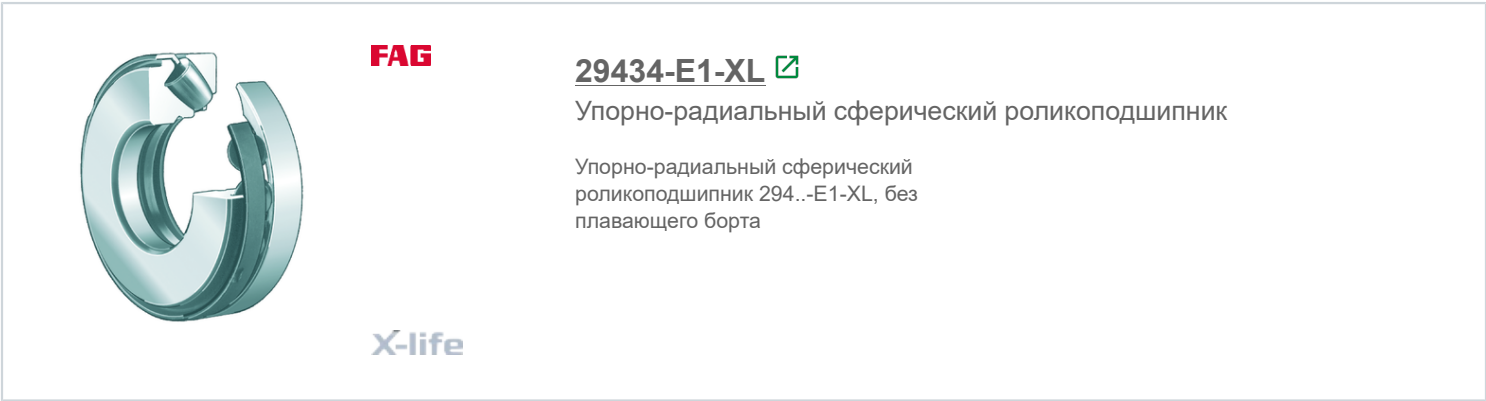 FAG
29434-E1-XL
Упорно-радиальный сферический роликоподшипник
Упорно-радиальный сферический
роликоподшипник 294..-E1-XL, без
плавающего борта
X-life